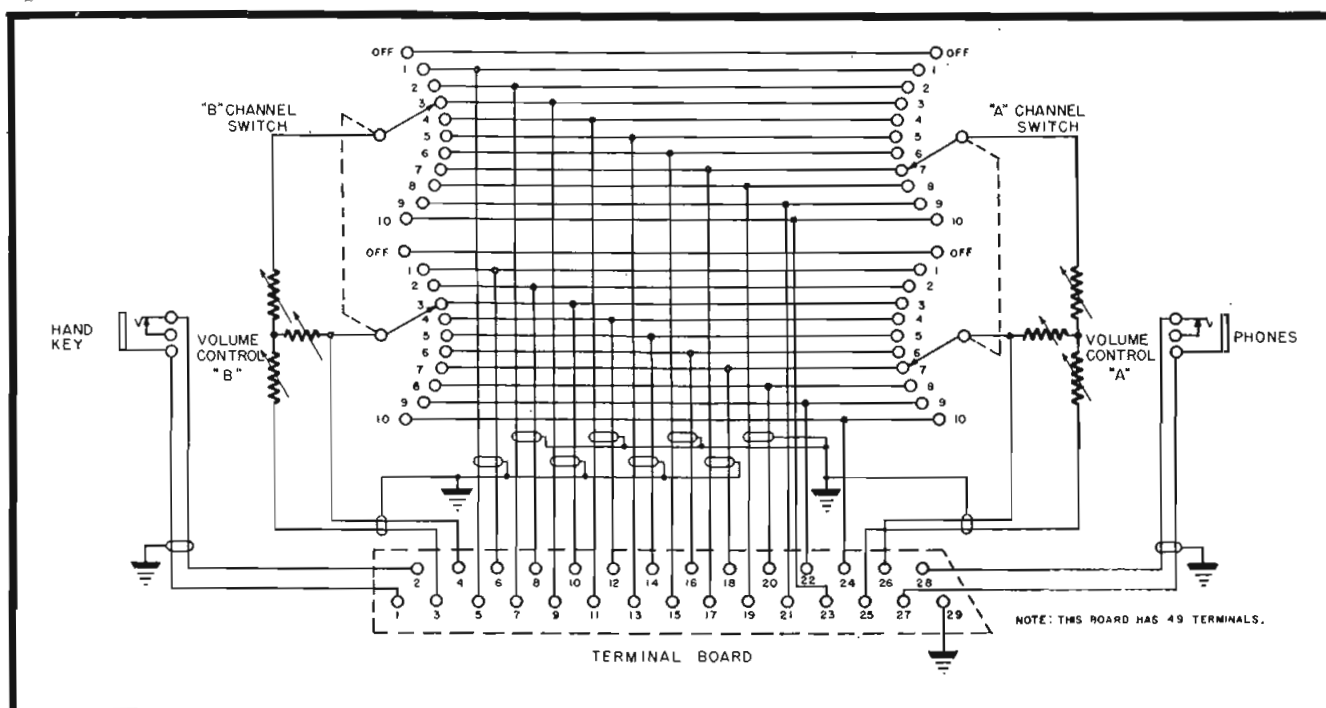 OFF OFF
1 1
2 2
"B" CHANNEL SWITCH 3 3 "A" CHANNEL SWITCH
4 4
5 5
6 6
7 7
8 8
9 9
10 10
OFF OFF
1 1
2 2
3 3
HAND KEY VOLUME CONTROL "B" 4 4 VOLUME CONTROL "A" PHONES
5 5
6 6
7 7
8 8
9 9
10 10
2 4 6 8 10 12 14 16 18 20 22 24 26 28
1 3 5 7 9 11 13 15 17 19 21 23 25 27 29
NOTE: THIS BOARD HAS 49 TERMINALS.
TERMINAL BOARD